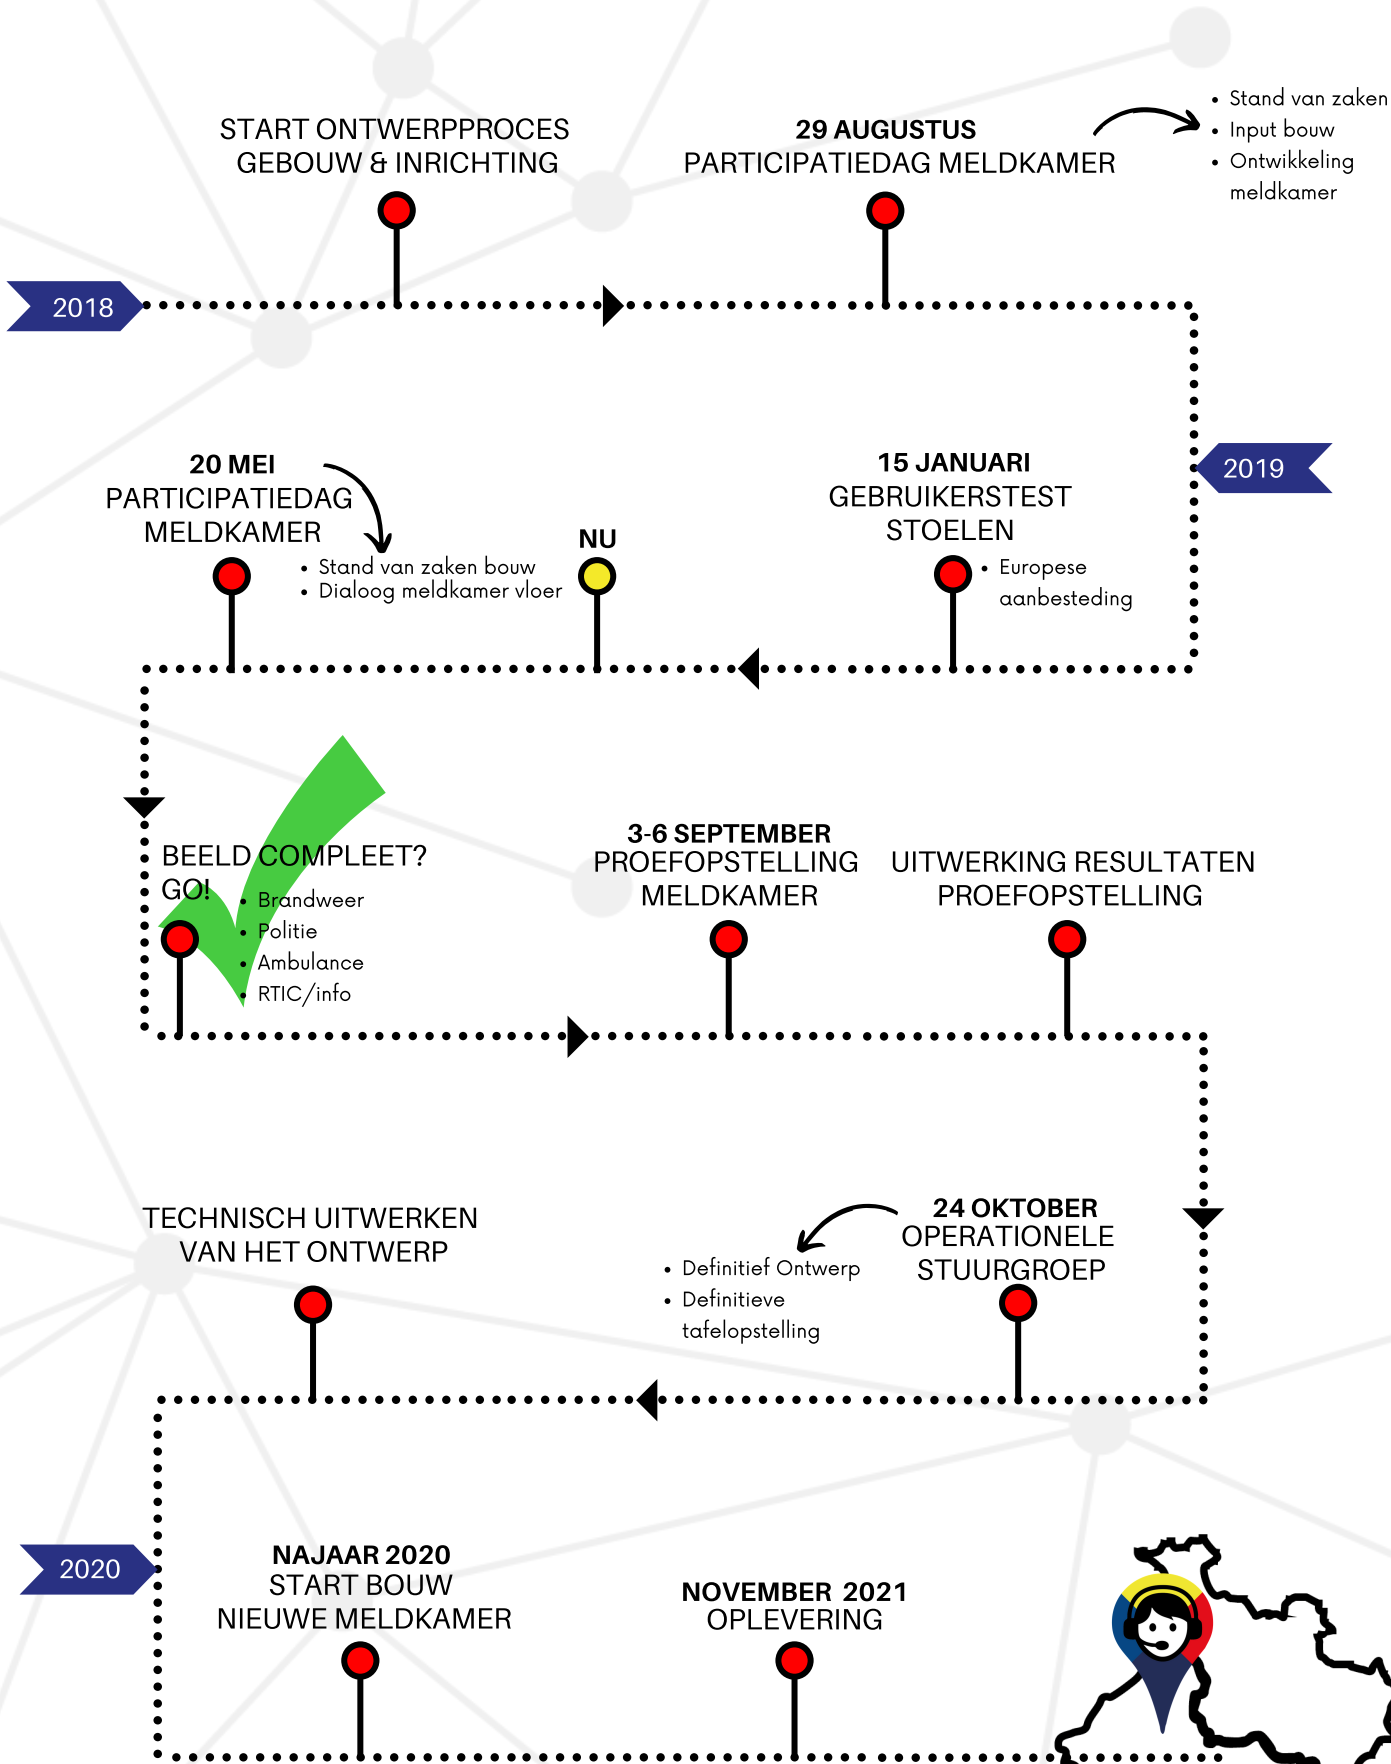 START ONTWERPPROCES
GEBOUW & INRICHTING
29 AUGUSTUS
PARTICIPATIEDAG MELDKAMER
• Stand van zaken
• Input bouw
• Ontwikkeling
meldkamer
2018
2019
15 JANUARI
GEBRUIKERSTEST
STOELEN
• Europese
aanbesteding
NU
20 MEI
PARTICIPATIEDAG
MELDKAMER
• Stand van zaken bouw
• Dialoog meldkamer vloer
BEELD COMPLEET?
GO!
• Brandweer
• Politie
• Ambulance
• RTIC/info
3-6 SEPTEMBER
PROEFOPSTELLING
MELDKAMER
UITWERKING RESULTATEN
PROEFOPSTELLING
24 OKTOBER
OPERATIONELE
STUURGROEP
• Definitief Ontwerp
• Definitieve
tafelopstelling
TECHNISCH UITWERKEN
VAN HET ONTWERP
2020
NAJAAR 2020
START BOUW
NIEUWE MELDKAMER
NOVEMBER 2021
OPLEVERING